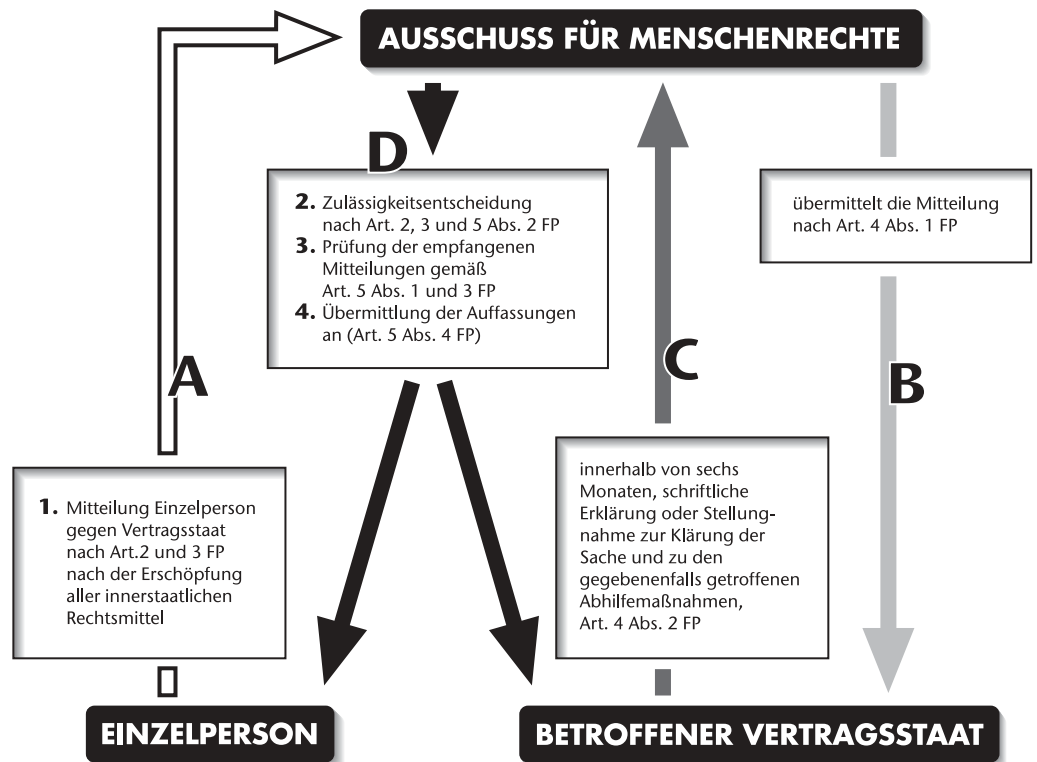 AUSSCHUSS FÜR MENSCHENRECHTE
D
2. Zulässigkeitsentscheidung
nach Art. 2, 3 und 5 Abs. 2 FP
3. Prüfung der empfangenen
Mitteilungen gemäß
Art. 5 Abs. 1 und 3 FP
4. Übermittlung der Auffassungen
an (Art. 5 Abs. 4 FP)
übermittelt die Mitteilung
nach Art. 4 Abs. 1 FP
A
C
B
1. Mitteilung Einzelperson
gegen Vertragsstaat
nach Art.2 und 3 FP
nach der Erschöpfung
aller innerstaatlichen
Rechtsmittel
innerhalb von sechs
Monaten, schriftliche
Erklärung oder Stellung-
nahme zur Klärung der
Sache und zu den
gegebenenfalls getroffenen
Abhilfemaßnahmen,
Art. 4 Abs. 2 FP
EINZELPERSON
BETROFFENER VERTRAGSSTAAT